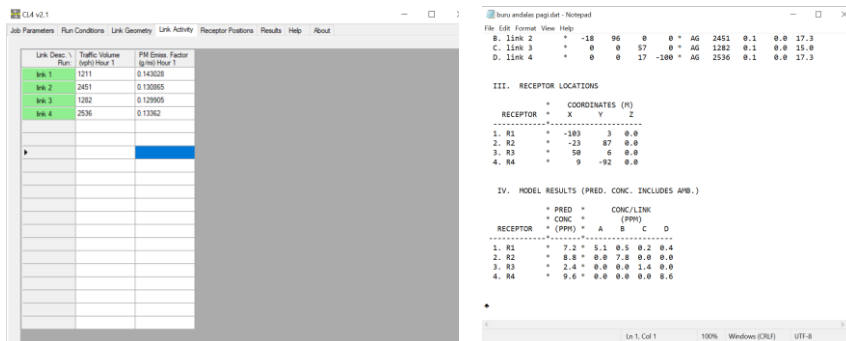 CL4 v2.1
Job Parameters Run Conditions Link Geometry Link Activity Receptor Positions Results Help About
Link Desc. \ Run: Traffic Volume (vph) Hour 1 PM Emiss. Factor (g/mi) Hour 1
link 1 1211 0.143028
link 2 2451 0.130865
link 3 1282 0.129905
link 4 2536 0.13362
buru andalas pagi.dat - Notepad
File Edit Format View Help
B. link 2 * -18 96 0 0 * AG 2451 0.1 0.0 17.3
C. link 3 * 0 0 57 0 * AG 1282 0.1 0.0 15.0
D. link 4 * 0 0 17 -100 * AG 2536 0.1 0.0 17.3
III. RECEPTOR LOCATIONS
* COORDINATES (M)
RECEPTOR * X Y Z
------------*---------------------
1. R1 * -103 3 0.0
2. R2 * -23 87 0.0
3. R3 * 50 6 0.0
4. R4 * 9 -92 0.0
IV. MODEL RESULTS (PRED. CONC. INCLUDES AMB.)
* PRED * CONC/LINK
* CONC * (PPM)
RECEPTOR * (PPM) * A B C D
------------*-------*--------------------
1. R1 * 7.2 * 5.1 0.5 0.2 0.4
2. R2 * 8.8 * 0.0 7.8 0.0 0.0
3. R3 * 2.4 * 0.0 0.0 1.4 0.0
4. R4 * 9.6 * 0.0 0.0 0.0 8.6
Ln 1, Col 1 100% Windows (CRLF) UTF-8